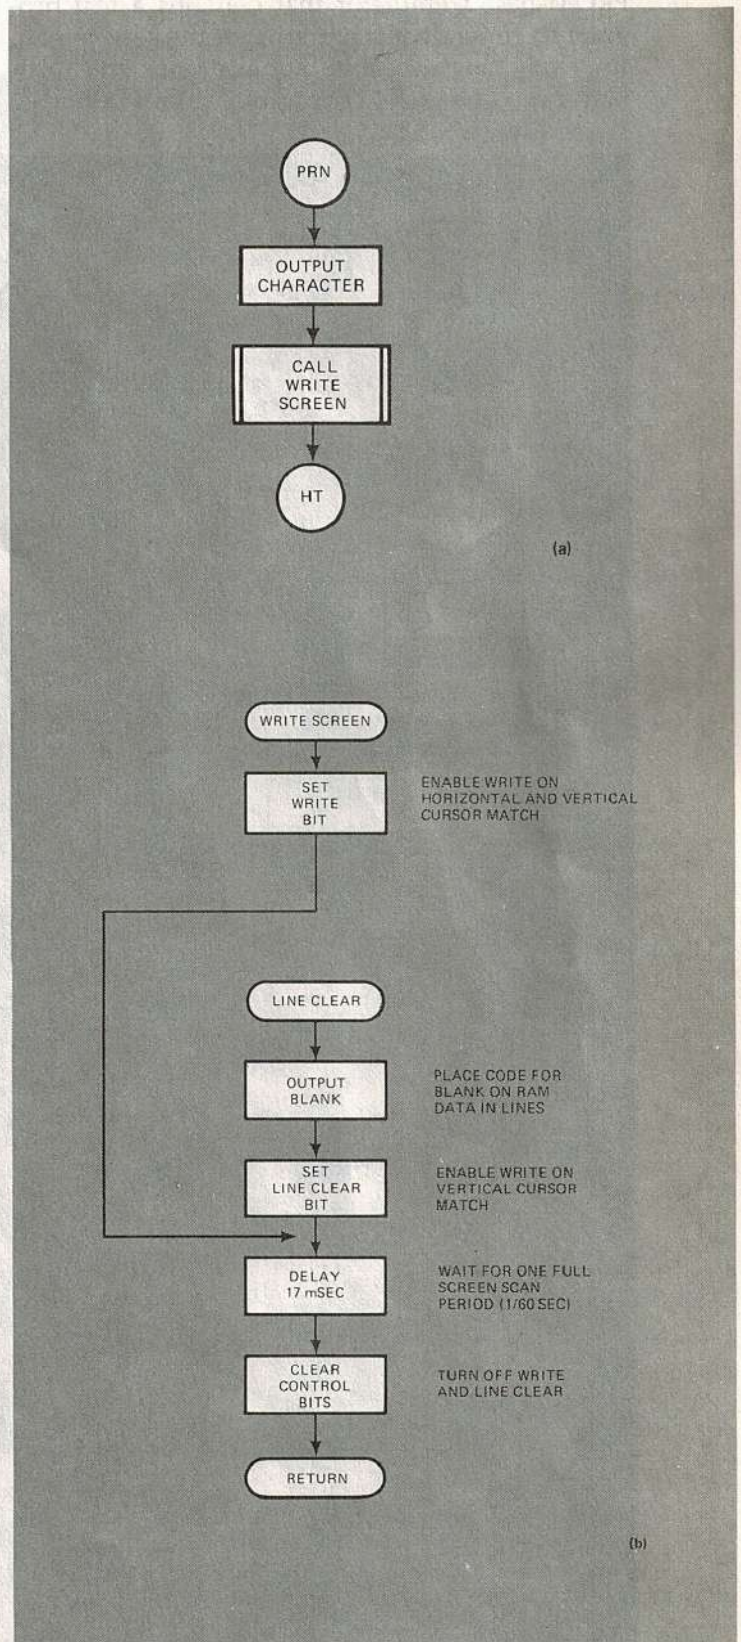 PRN
OUTPUT
CHARACTER
CALL
WRITE
SCREEN
HT
(a)
WRITE SCREEN
SET
WRITE
BIT
ENABLE WRITE ON
HORIZONTAL AND VERTICAL
CURSOR MATCH
LINE CLEAR
OUTPUT
BLANK
PLACE CODE FOR
BLANK ON RAM
DATA IN LINES
SET
LINE CLEAR
BIT
ENABLE WRITE ON
VERTICAL CURSOR
MATCH
DELAY
17 mSEC
WAIT FOR ONE FULL
SCREEN SCAN
PERIOD (1/60 SEC)
CLEAR
CONTROL
BITS
TURN OFF WRITE
AND LINE CLEAR
RETURN
(b)